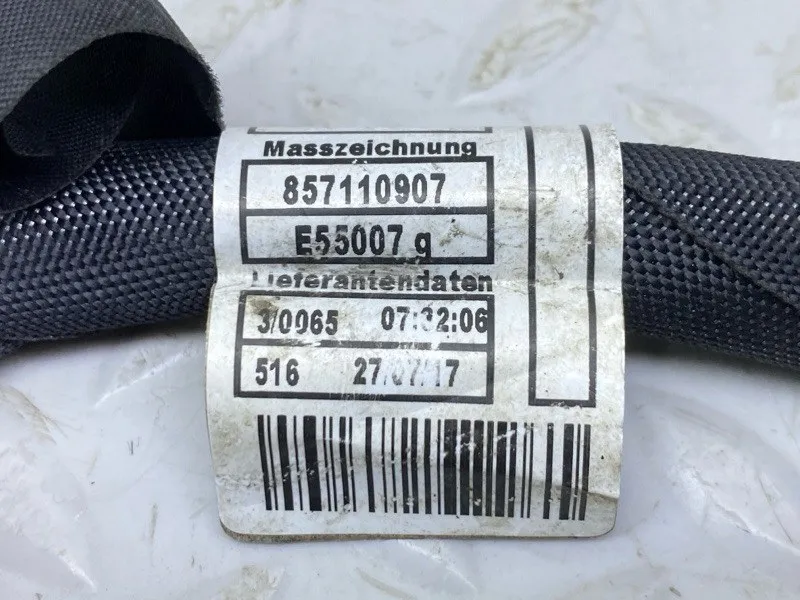 Masszeichnung
857110907
E55007 g
Lieferantendaten
3/0065 07:32:06
516 27/07/17